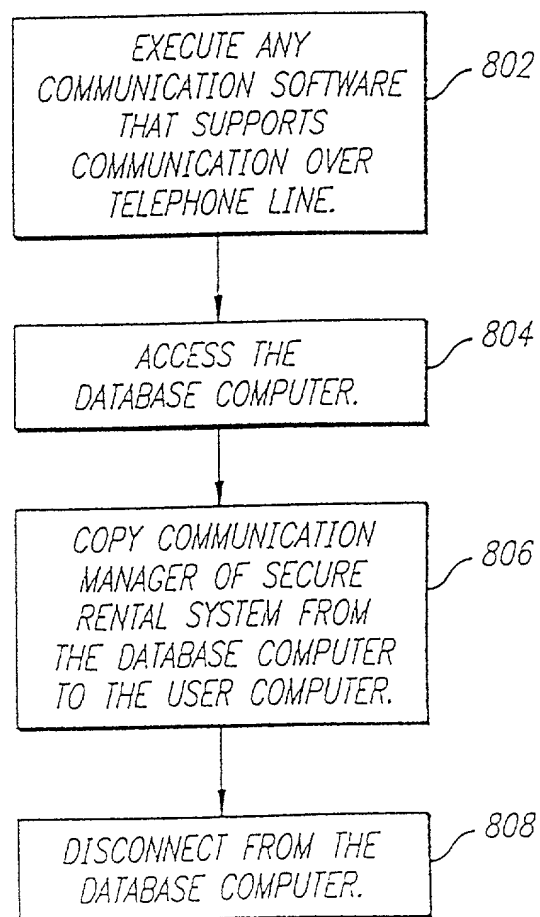 EXECUTE ANY
COMMUNICATION SOFTWARE
THAT SUPPORTS
COMMUNICATION OVER
TELEPHONE LINE.
802
ACCESS THE
DATABASE COMPUTER.
804
COPY COMMUNICATION
MANAGER OF SECURE
RENTAL SYSTEM FROM
THE DATABASE COMPUTER
TO THE USER COMPUTER.
806
DISCONNECT FROM THE
DATABASE COMPUTER.
808